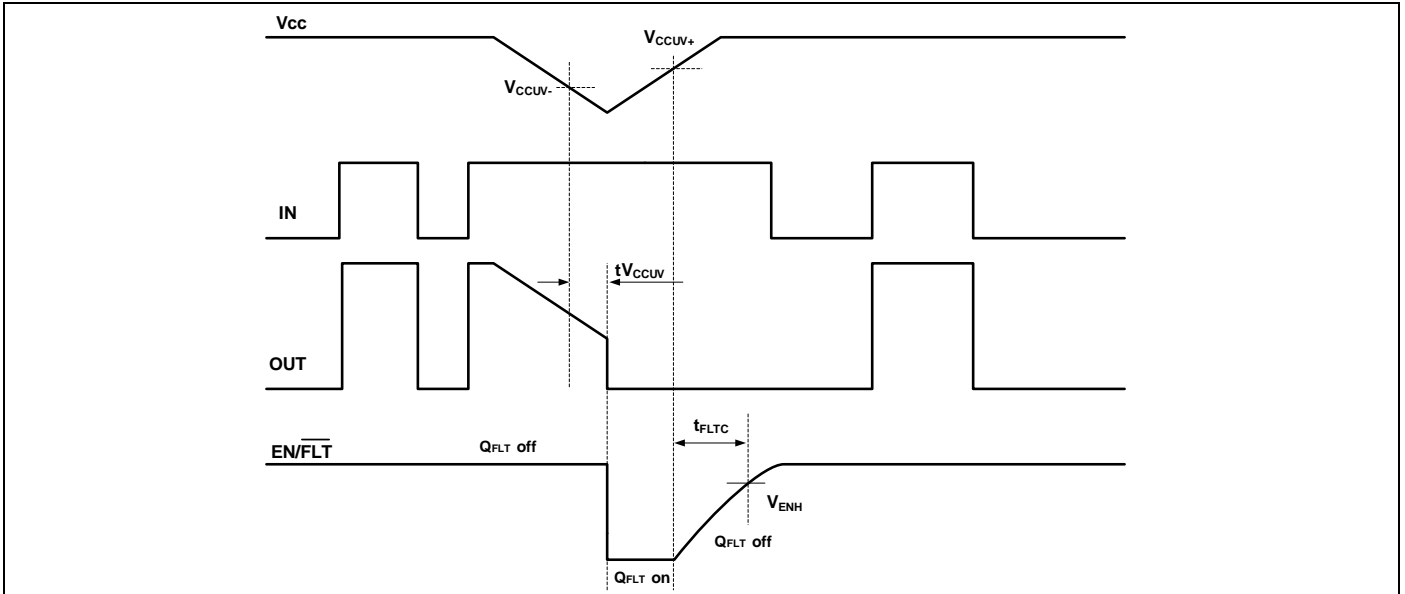 Vcc
VCCUV+
VCCUV-
IN
tVCCUV
OUT
tFLTC
EN/FLT
QFLT off
VENH
QFLT off
QFLT on